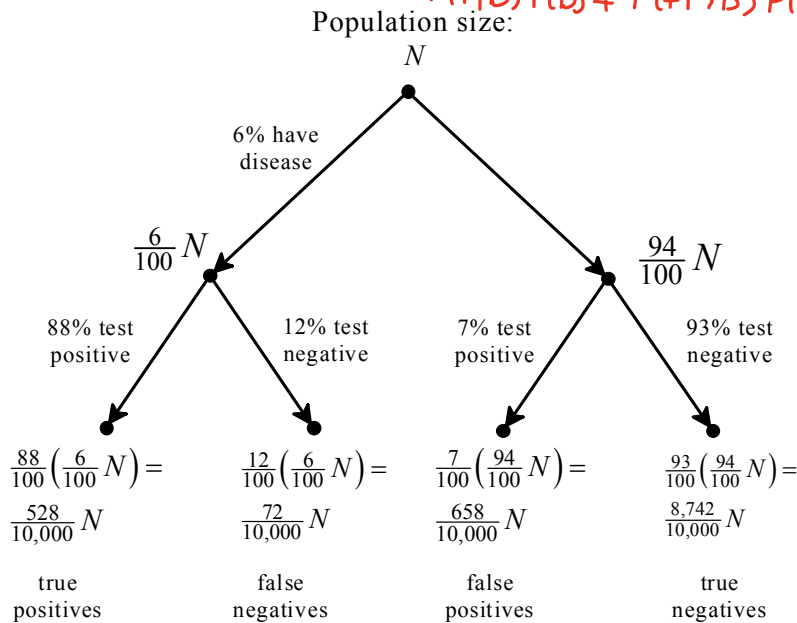 P(+|B)P(B) + P(+|¬B)P(
Population size:
N
6% have
disease
6/100 N
94/100 N
88% test
positive
12% test
negative
7% test
positive
93% test
negative
88/100 (6/100 N) =
528/10,000 N
12/100 (6/100 N) =
72/10,000 N
7/100 (94/100 N) =
658/10,000 N
93/100 (94/100 N) =
8,742/10,000 N
true
positives
false
negatives
false
positives
true
negatives